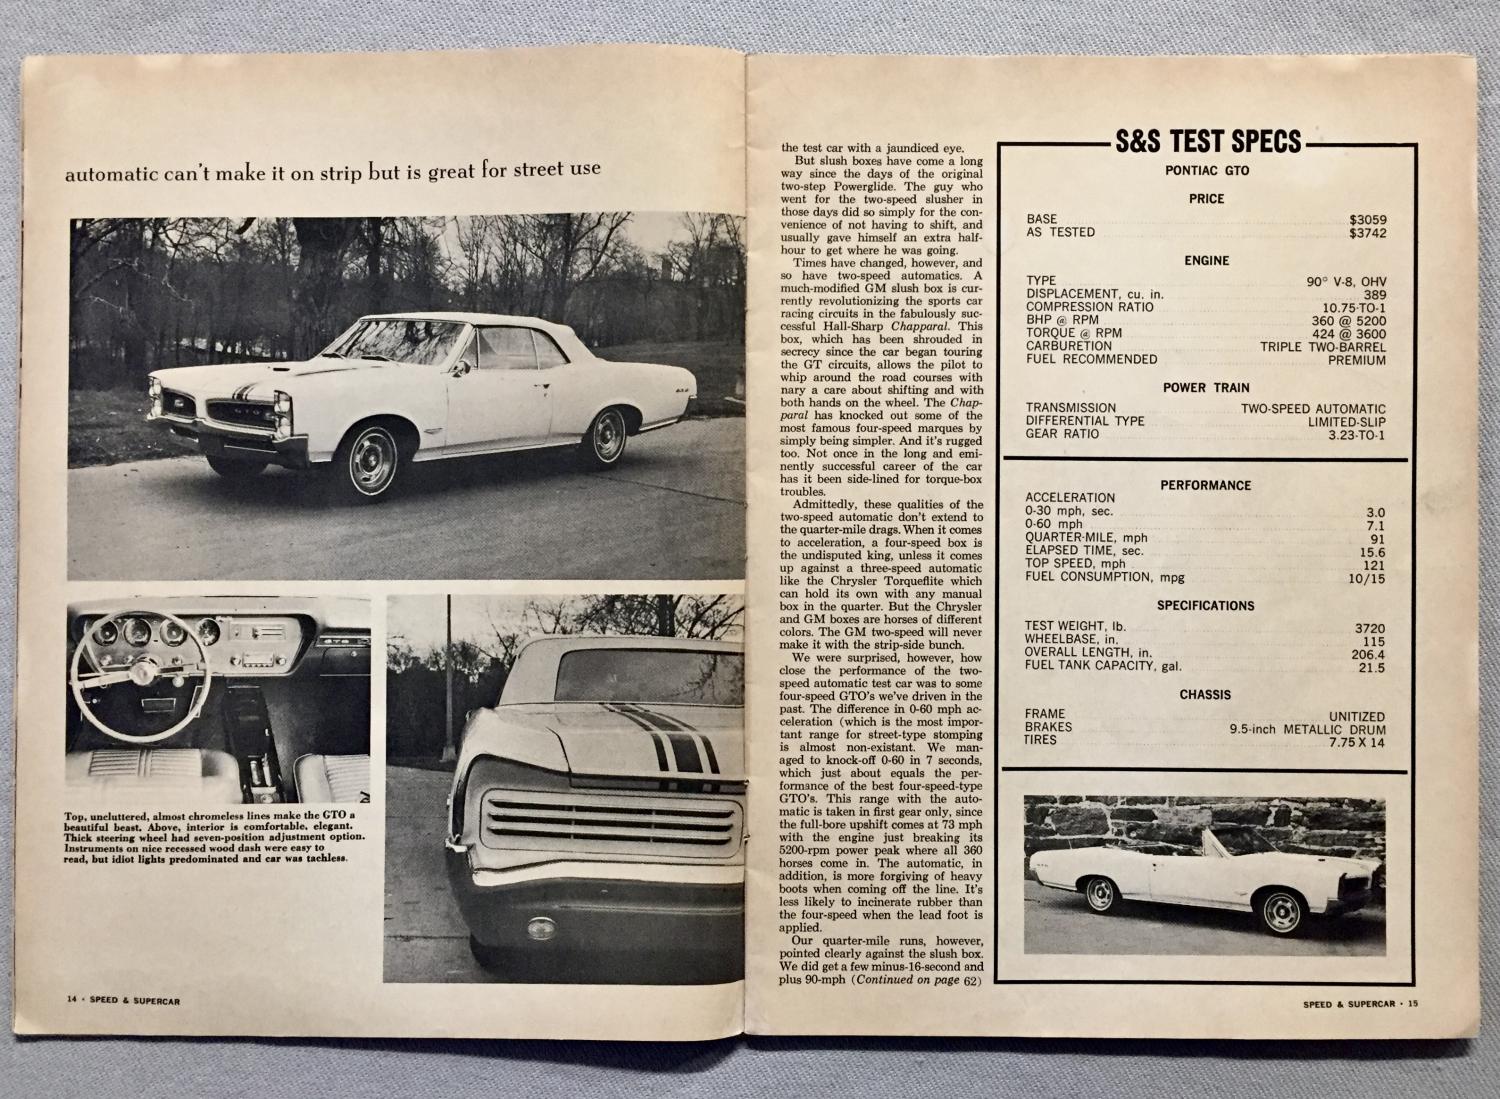 automatic can't make it on strip but is great for street use
GTO
Top, uncluttered, almost chromeless lines make the GTO a
beautiful beast. Above, interior is comfortable, elegant.
Thick steering wheel had seven-position adjustment option.
Instruments on nice recessed wood dash were easy to
read, but idiot lights predominated and car was tachless.
14 • SPEED & SUPERCAR
the test car with a jaundiced eye.
But slush boxes have come a long
way since the days of the original
two-step Powerglide. The guy who
went for the two-speed slusher in
those days did so simply for the con-
venience of not having to shift, and
usually gave himself an extra half-
hour to get where he was going.
Times have changed, however, and
so have two-speed automatics. A
much-modified GM slush box is cur-
rently revolutionizing the sports car
racing circuits in the fabulously suc-
cessful Hall-Sharp Chapparal. This
box, which has been shrouded in
secrecy since the car began touring
the GT circuits, allows the pilot to
whip around the road courses with
nary a care about shifting and with
both hands on the wheel. The Chap-
paral has knocked out some of the
most famous four-speed marques by
simply being simpler. And it's rugged
too. Not once in the long and emi-
nently successful career of the car
has it been side-lined for torque-box
troubles.
Admittedly, these qualities of the
two-speed automatic don't extend to
the quarter-mile drags. When it comes
to acceleration, a four-speed box is
the undisputed king, unless it comes
up against a three-speed automatic
like the Chrysler Torqueflite which
can hold its own with any manual
box in the quarter. But the Chrysler
and GM boxes are horses of different
colors. The GM two-speed will never
make it with the strip-side bunch.
We were surprised, however, how
close the performance of the two-
speed automatic test car was to some
four-speed GTO's we've driven in the
past. The difference in 0-60 mph ac-
celeration (which is the most impor-
tant range for street-type stomping
is almost non-existant. We man-
aged to knock-off 0-60 in 7 seconds,
which just about equals the per-
formance of the best four-speed-type
GTO's. This range with the auto-
matic is taken in first gear only, since
the full-bore upshift comes at 73 mph
with the engine just breaking its
5200-rpm power peak where all 360
horses come in. The automatic, in
addition, is more forgiving of heavy
boots when coming off the line. It's
less likely to incinerate rubber than
the four-speed when the lead foot is
applied.
Our quarter-mile runs, however,
pointed clearly against the slush box.
We did get a few minus-16-second and
plus 90-mph (Continued on page 62)
S&S TEST SPECS
PONTIAC GTO
PRICE
BASE $3059
AS TESTED $3742
ENGINE
TYPE 90° V-8, OHV
DISPLACEMENT, cu. in. 389
COMPRESSION RATIO 10.75-TO-1
BHP @ RPM 360 @ 5200
TORQUE @ RPM 424 @ 3600
CARBURETION TRIPLE TWO-BARREL
FUEL RECOMMENDED PREMIUM
POWER TRAIN
TRANSMISSION TWO-SPEED AUTOMATIC
DIFFERENTIAL TYPE LIMITED-SLIP
GEAR RATIO 3.23-TO-1
PERFORMANCE
ACCELERATION
0-30 mph, sec. 3.0
0-60 mph 7.1
QUARTER-MILE, mph 91
ELAPSED TIME, sec. 15.6
TOP SPEED, mph 121
FUEL CONSUMPTION, mpg 10/15
SPECIFICATIONS
TEST WEIGHT, lb. 3720
WHEELBASE, in. 115
OVERALL LENGTH, in. 206.4
FUEL TANK CAPACITY, gal. 21.5
CHASSIS
FRAME UNITIZED
BRAKES 9.5-inch METALLIC DRUM
TIRES 7.75 X 14
SPEED & SUPERCAR • 15